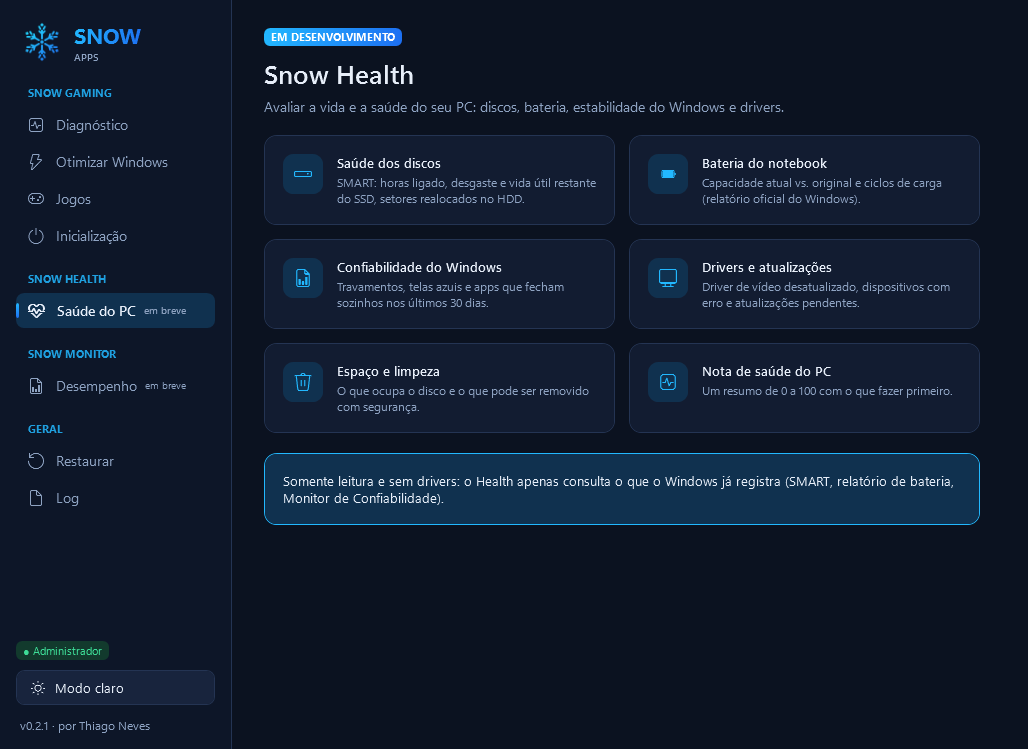 SNOW
APPS
SNOW GAMING
Diagnóstico
Otimizar Windows
Jogos
Inicialização
SNOW HEALTH
Saúde do PC em breve
SNOW MONITOR
Desempenho em breve
GERAL
Restaurar
Log
Administrador
Modo claro
v0.2.1 · por Thiago Neves
EM DESENVOLVIMENTO
Snow Health
Avaliar a vida e a saúde do seu PC: discos, bateria, estabilidade do Windows e drivers.
Saúde dos discos
SMART: horas ligado, desgaste e vida útil restante
do SSD, setores realocados no HDD.
Bateria do notebook
Capacidade atual vs. original e ciclos de carga
(relatório oficial do Windows).
Confiabilidade do Windows
Travamentos, telas azuis e apps que fecham
sozinhos nos últimos 30 dias.
Drivers e atualizações
Driver de vídeo desatualizado, dispositivos com
erro e atualizações pendentes.
Espaço e limpeza
O que ocupa o disco e o que pode ser removido
com segurança.
Nota de saúde do PC
Um resumo de 0 a 100 com o que fazer primeiro.
Somente leitura e sem drivers: o Health apenas consulta o que o Windows já registra (SMART, relatório de bateria,
Monitor de Confiabilidade).